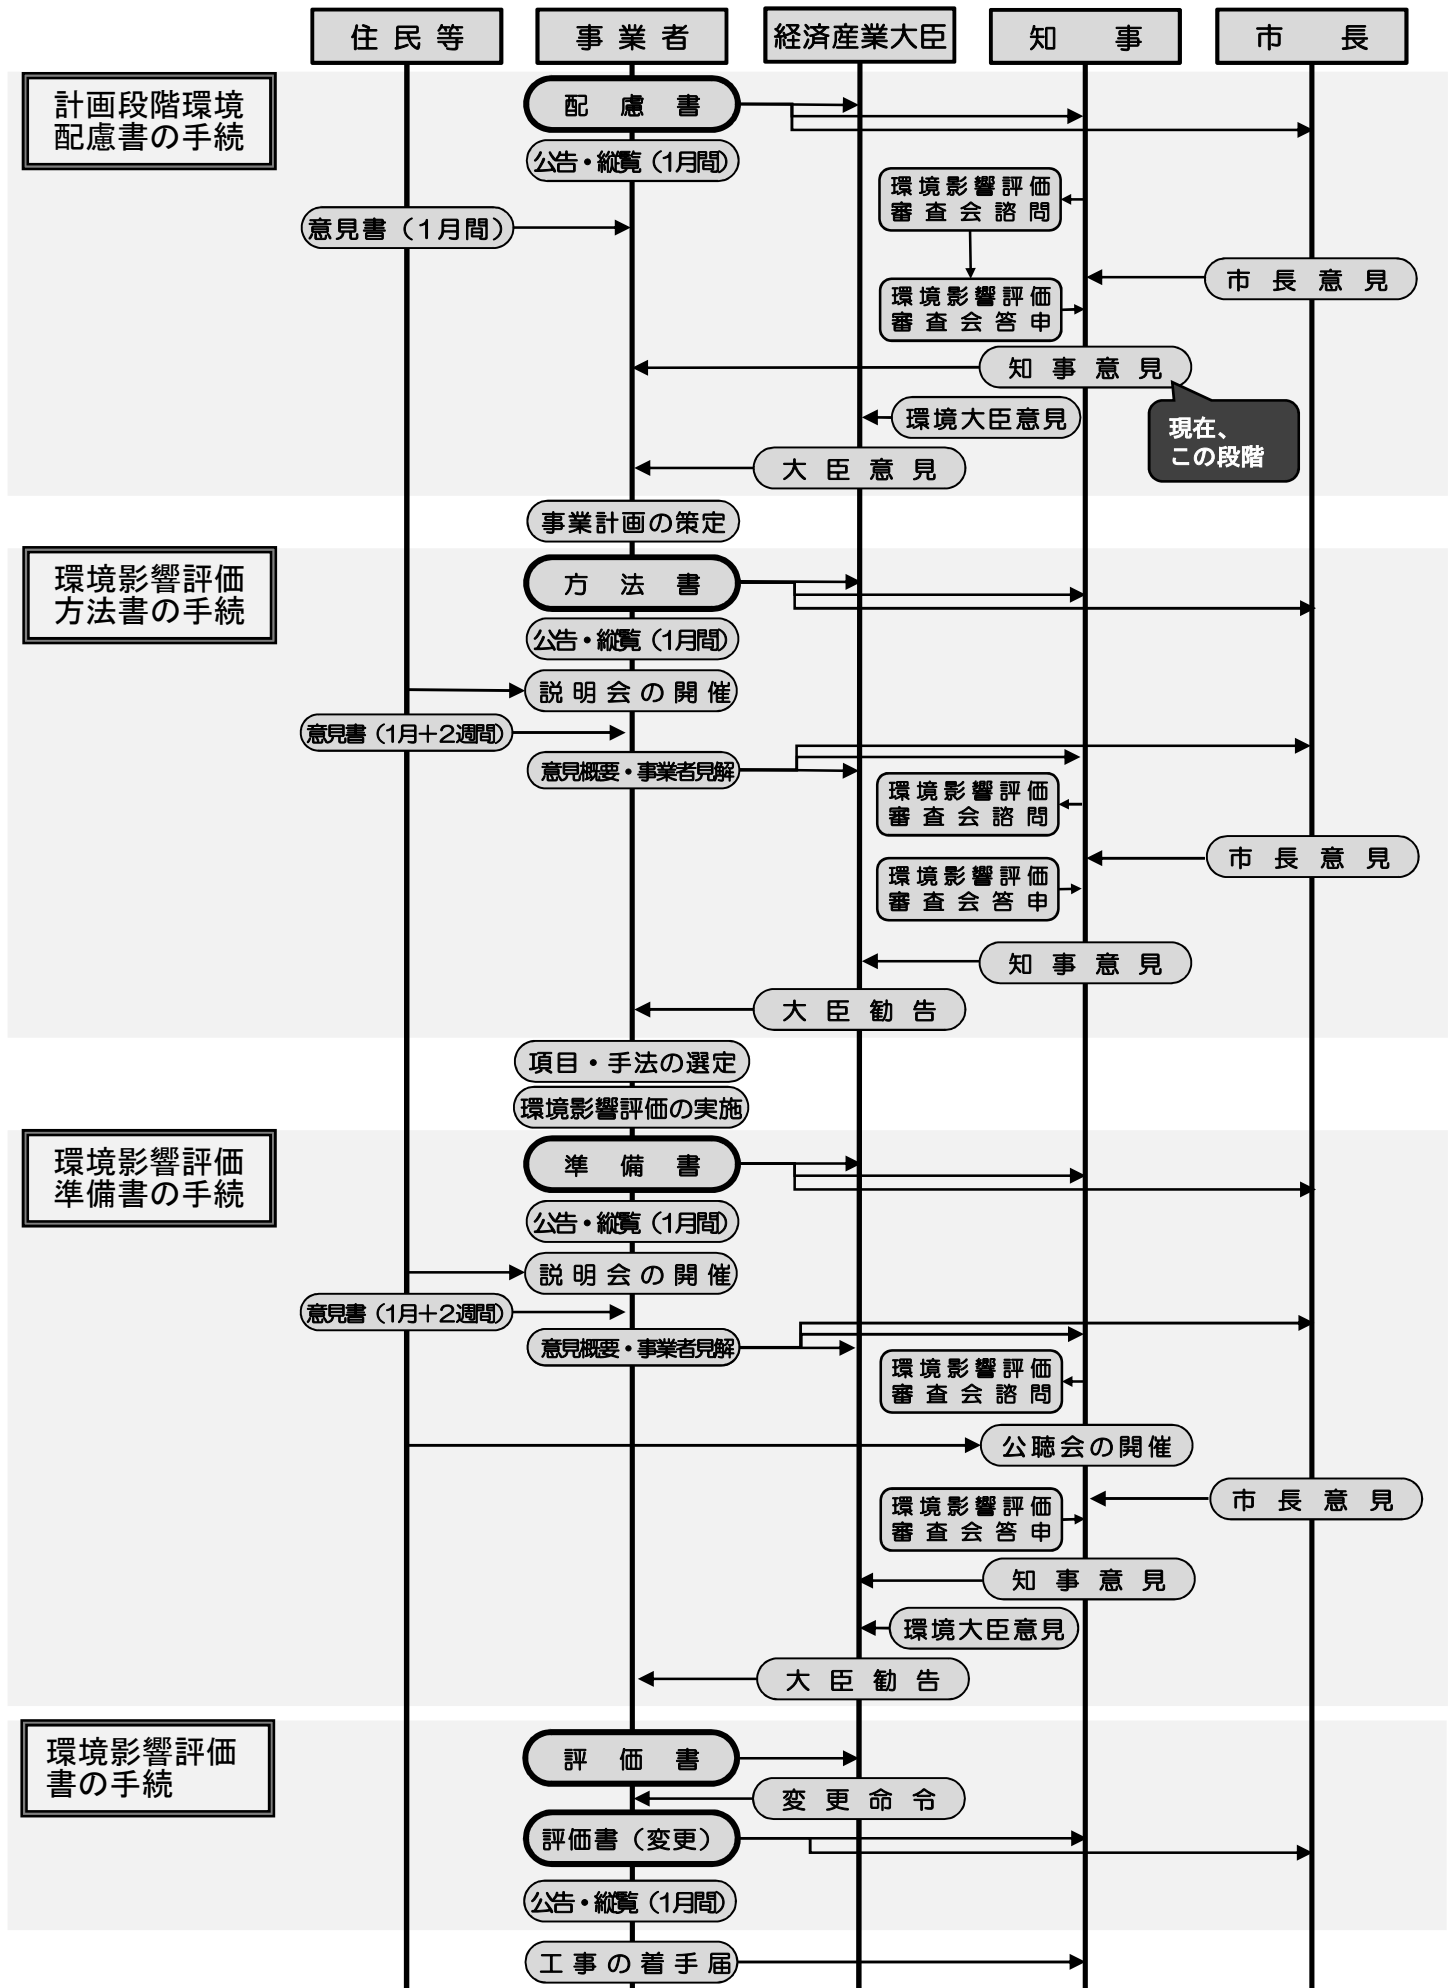 住民等
事業者
経済産業大臣
知事
市長
計画段階環境
配慮書の手続
配慮書
公告・縦覧（1月間）
環境影響評価
審査会諮問
意見書（1月間）
市長意見
環境影響評価
審査会答申
知事意見
現在、
この段階
環境大臣意見
大臣意見
事業計画の策定
環境影響評価
方法書の手続
方法書
公告・縦覧（1月間）
説明会の開催
意見書（1月＋2週間）
意見概要・事業者見解
環境影響評価
審査会諮問
市長意見
環境影響評価
審査会答申
知事意見
大臣勧告
項目・手法の選定
環境影響評価の実施
環境影響評価
準備書の手続
準備書
公告・縦覧（1月間）
説明会の開催
意見書（1月＋2週間）
意見概要・事業者見解
環境影響評価
審査会諮問
公聴会の開催
市長意見
環境影響評価
審査会答申
知事意見
環境大臣意見
大臣勧告
環境影響評価
書の手続
評価書
変更命令
評価書（変更）
公告・縦覧（1月間）
工事の着手届